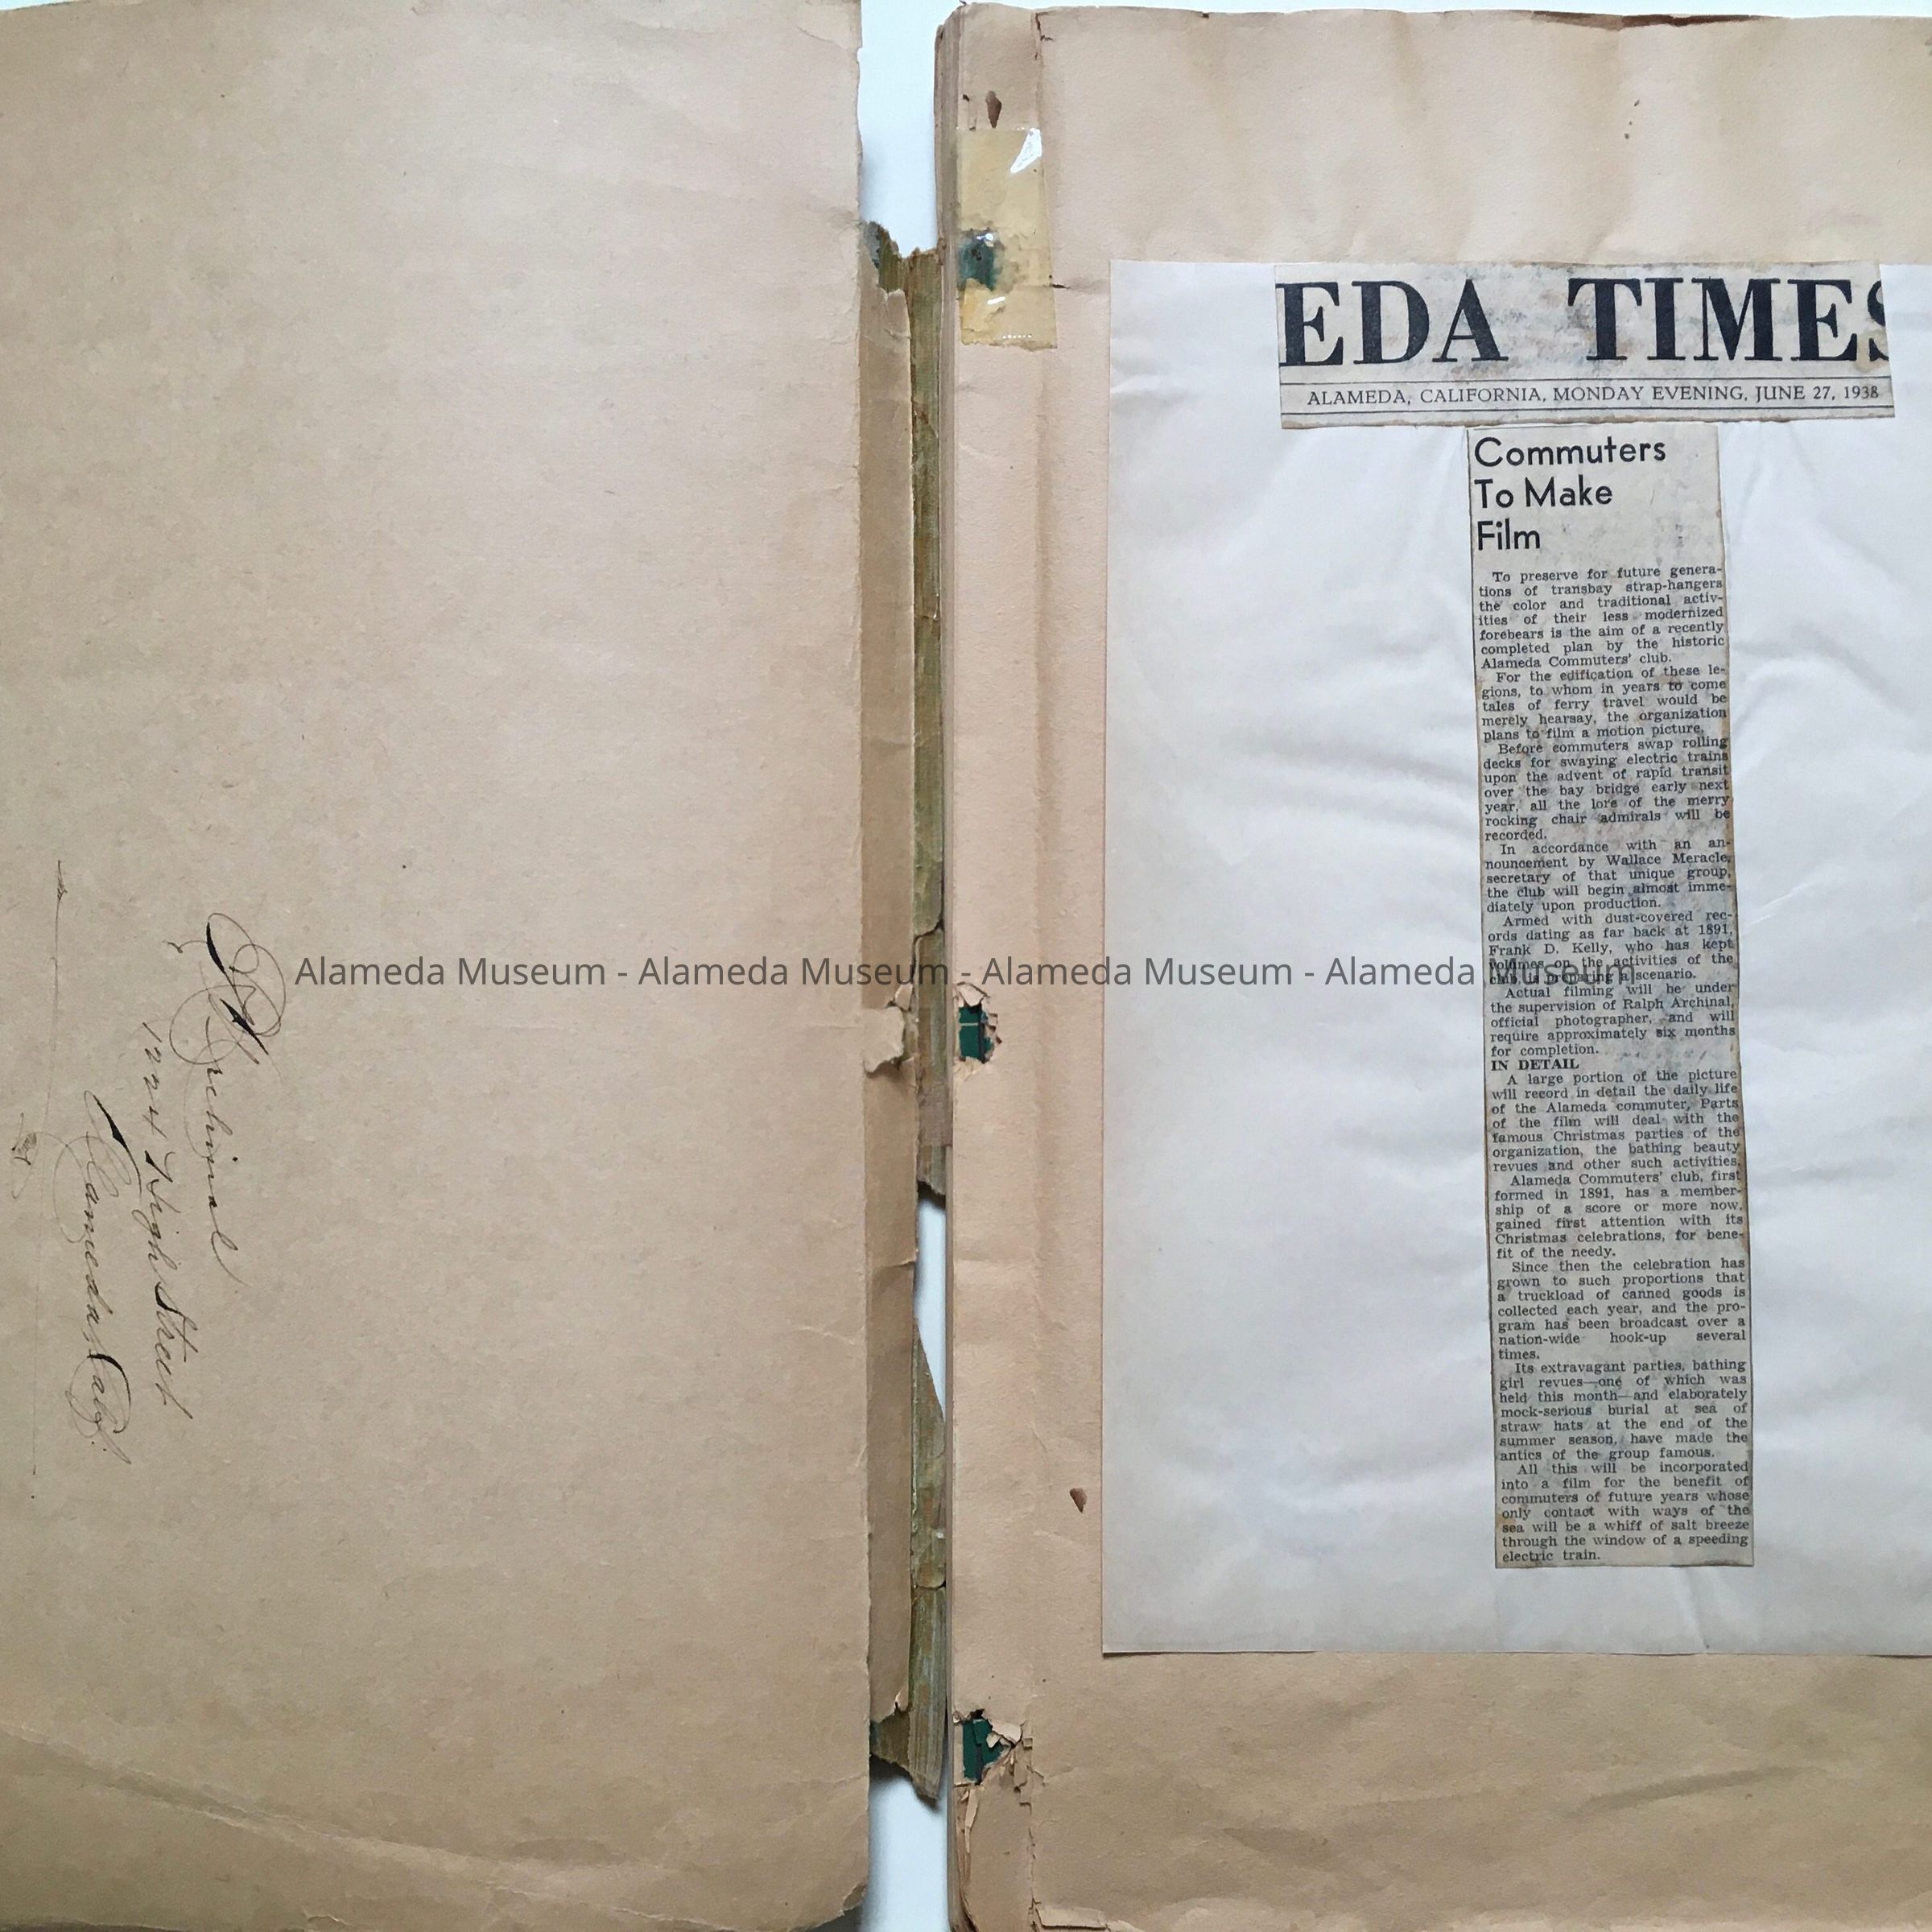 R Archinal
1224 High Street
Alameda, Calif.
EDA TIMES
ALAMEDA, CALIFORNIA, MONDAY EVENING, JUNE 27, 1938
Commuters
To Make
Film
To preserve for future genera-
tions of transbay strap-hangers
the color and traditional activ-
ities of their less modernized
forebears is the aim of a recently
completed plan by the historic
Alameda Commuters' club.
For the edification of these le-
gions, to whom in years to come
tales of ferry travel would be
merely hearsay, the organization
plans to film a motion picture.
Before commuters swap rolling
decks for swaying electric trains
upon the advent of rapid transit
over the bay bridge early next
year, all the lore of the merry
rocking chair admirals will be
recorded.
In accordance with an an-
nouncement by Wallace Meracle,
secretary of that unique group,
the club will begin almost imme-
diately upon production.
Armed with dust-covered rec-
ords dating as far back at 1891,
Frank D. Kelly, who has kept
volumes on the activities of the
club is preparing a scenario.
Alameda Museum - Alameda Museum - Alameda Museum - Alameda Museum
Actual filming will be under
the supervision of Ralph Archinal,
official photographer, and will
require approximately six months
for completion.
IN DETAIL
A large portion of the picture
will record in detail the daily life
of the Alameda commuter, Parts
of the film will deal with the
famous Christmas parties of the
organization, the bathing beauty
revues and other such activities.
Alameda Commuters' club, first
formed in 1891, has a member-
ship of a score or more now,
gained first attention with its
Christmas celebrations, for bene-
fit of the needy.
Since then the celebration has
grown to such proportions that
a truckload of canned goods is
collected each year, and the pro-
gram has been broadcast over a
nation-wide hook-up several
times.
Its extravagant parties, bathing
girl revues—one of which was
held this month—and elaborately
mock-serious burial at sea of
straw hats at the end of the
summer season, have made the
antics of the group famous.
All this will be incorporated
into a film for the benefit of
commuters of future years whose
only contact with ways of the
sea will be a whiff of salt breeze
through the window of a speeding
electric train.